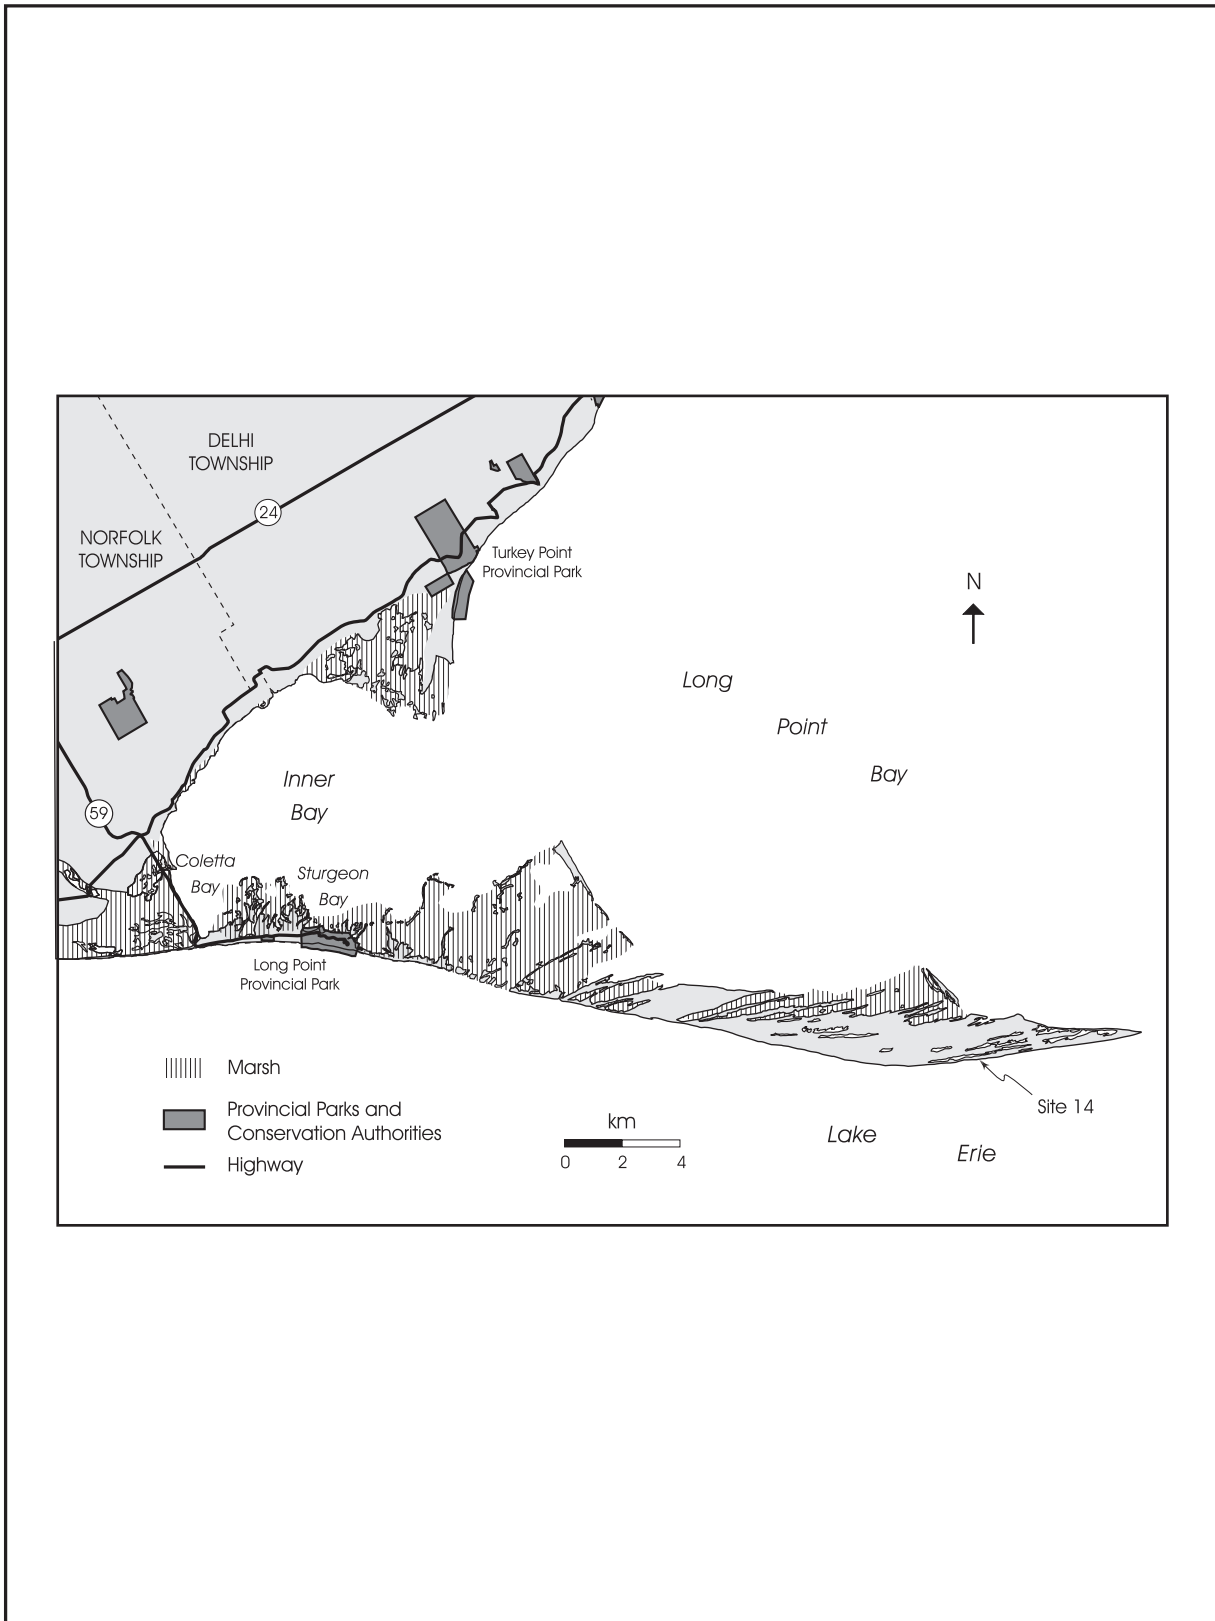 DELHI
TOWNSHIP
24
NORFOLK
TOWNSHIP
Turkey Point
Provincial Park
N
Long
Point
Bay
Inner
Bay
59
Coletta
Bay
Sturgeon
Bay
Long Point
Provincial Park
Marsh
Provincial Parks and
Conservation Authorities
Highway
km
0 2 4
Site 14
Lake
Erie